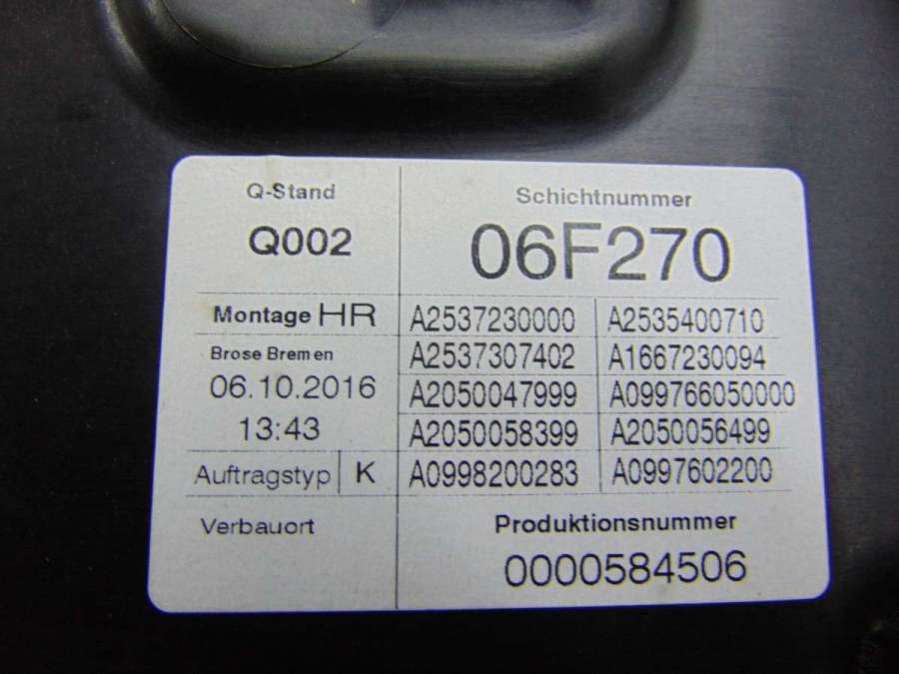 Q-Stand
Q002
Schichtnummer
06F270
Montage HR
Brose Bremen
06.10.2016
13:43
Auftragstyp K
Verbauort
A2537230000 A2535400710
A2537307402 A1667230094
A2050047999 A099766050000
A2050058399 A2050056499
A0998200283 A0997602200
Produktionsnummer
0000584506